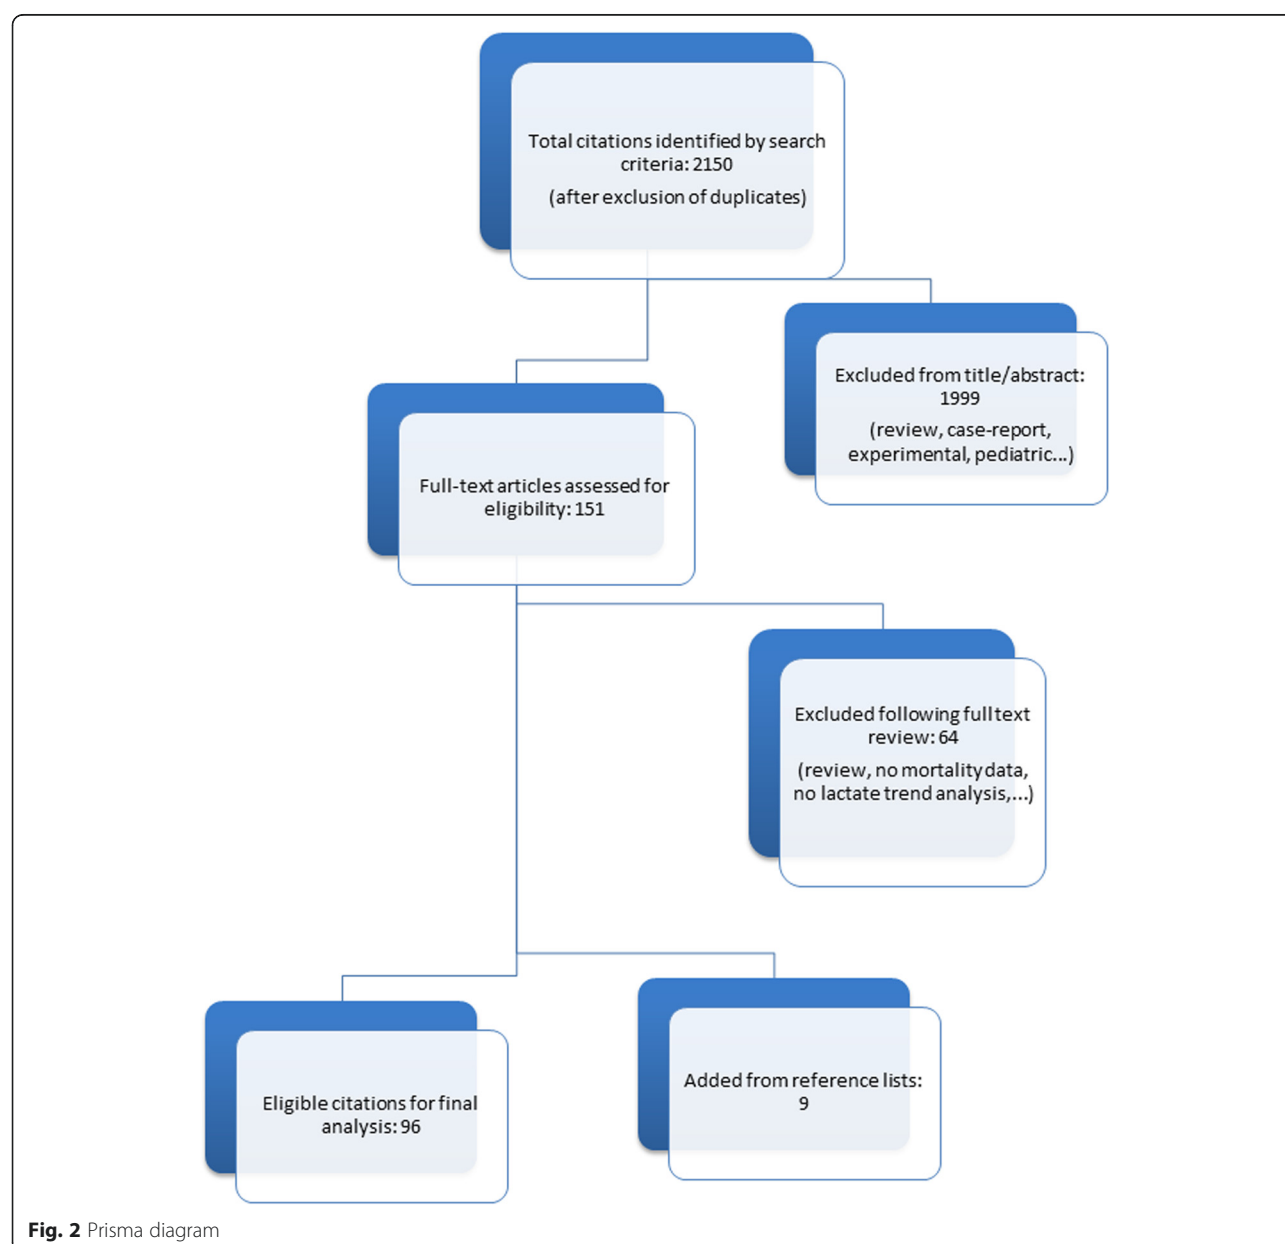 Total citations identified by search
criteria: 2150
(after exclusion of duplicates)
Excluded from title/abstract:
1999
(review, case-report,
experimental, pediatric...)
Full-text articles assessed for
eligibility: 151
Excluded following full text
review: 64
(review, no mortality data,
no lactate trend analysis,...)
Eligible citations for final
analysis: 96
Added from reference lists:
9
Fig. 2 Prisma diagram